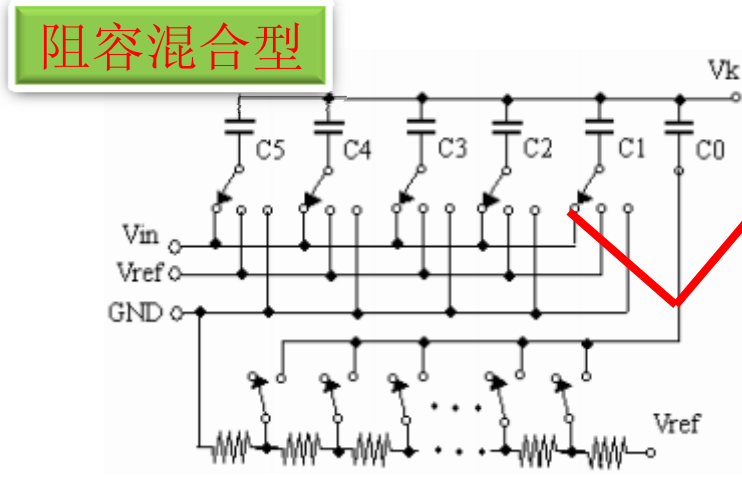 阻容混合型
Vk
C5 C4 C3 C2 C1 C0
Vin
Vref
GND
Vref